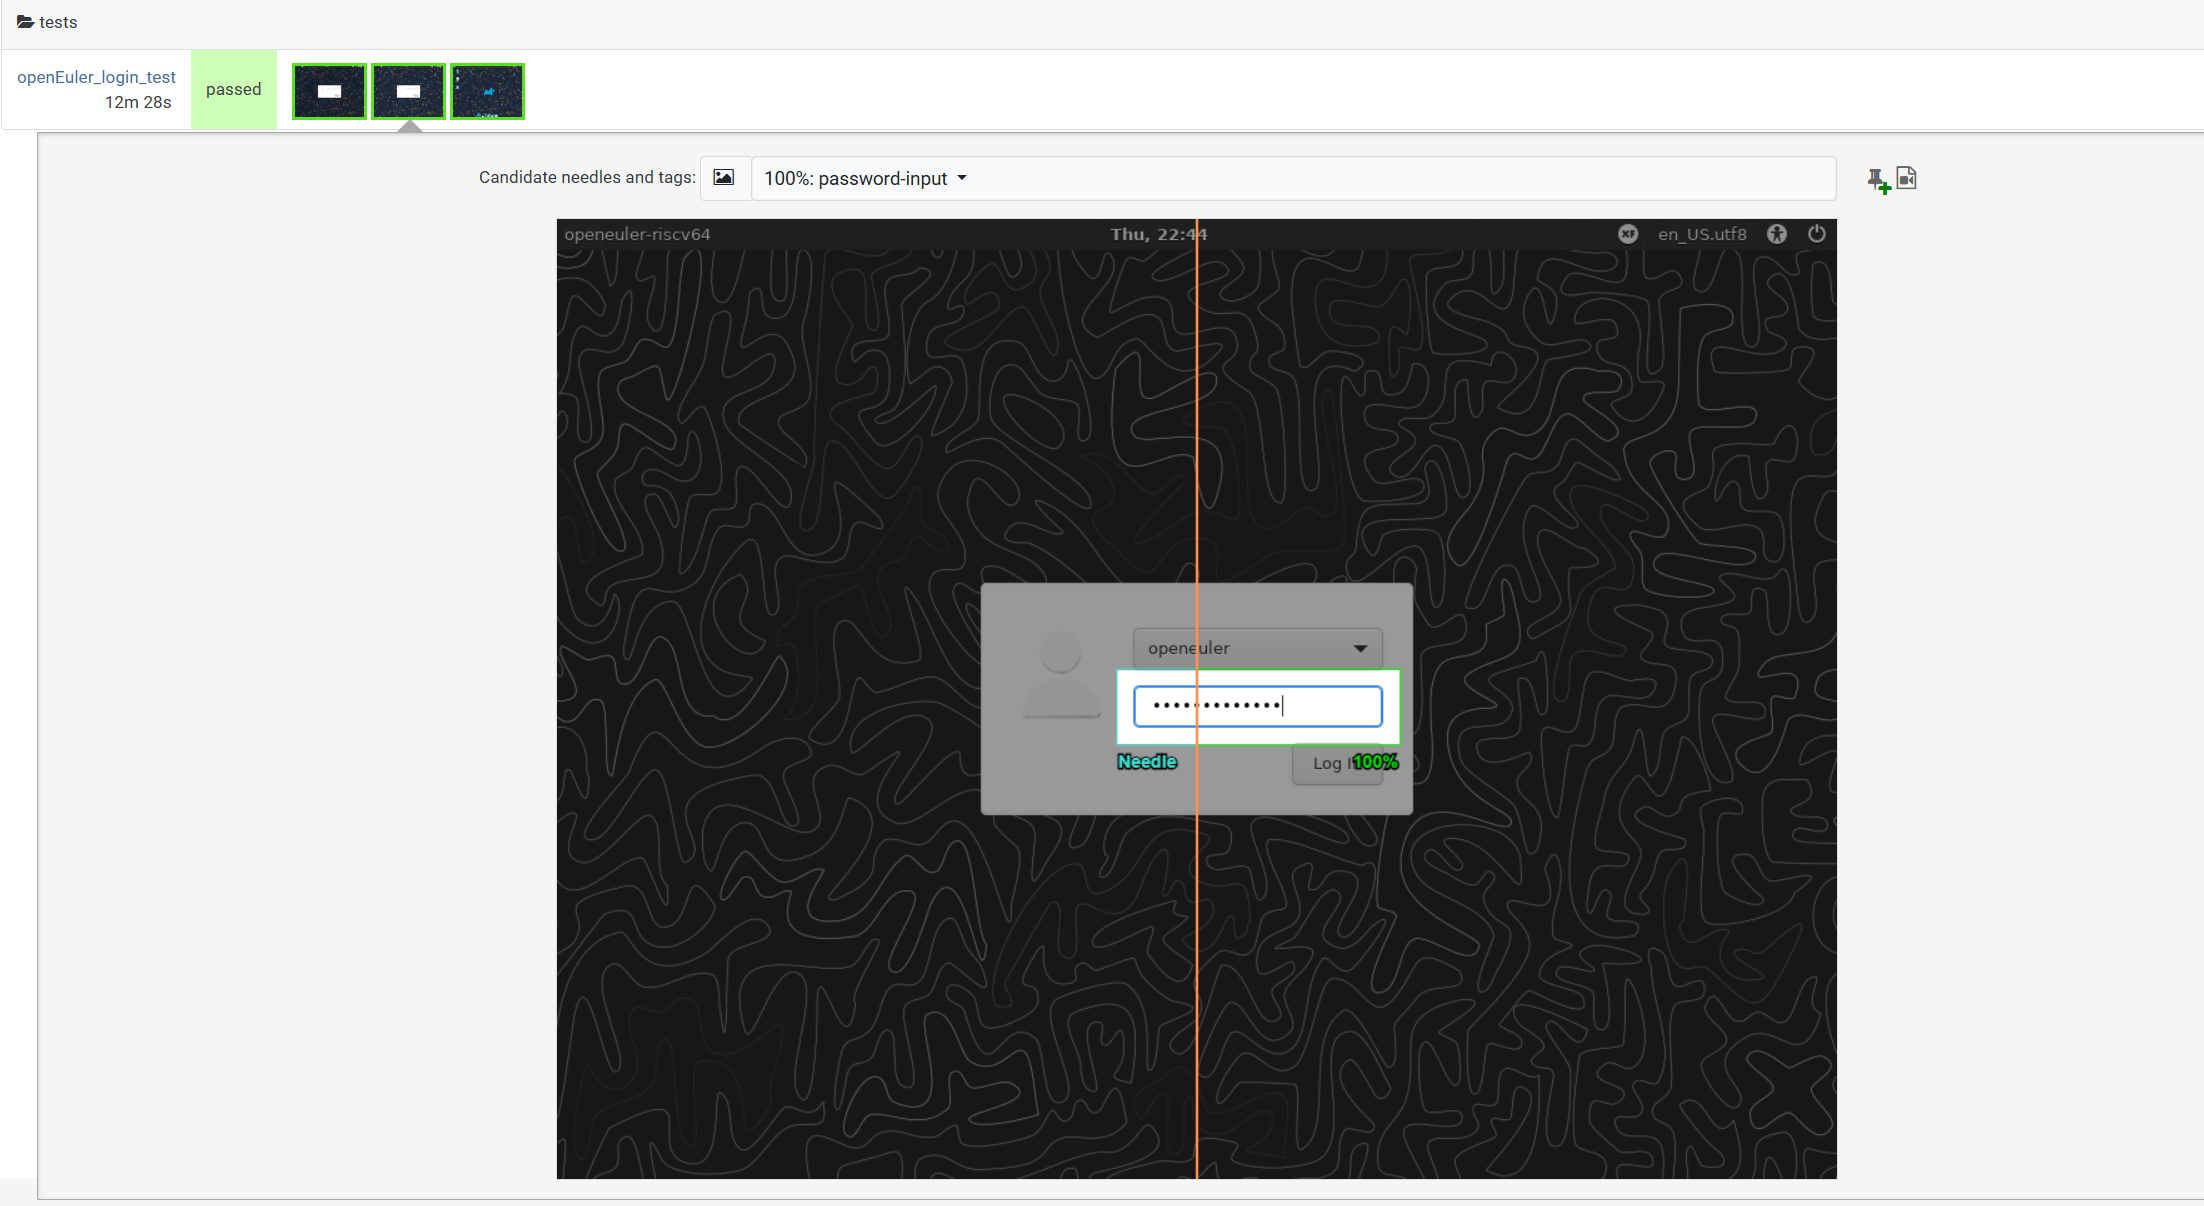 tests
openEuler_login_test
12m 28s
passed
Candidate needles and tags:
100%: password-input
openeuler-riscv64
Thu, 22:44
en_US.utf8
openeuler
•••••••••••••
Needle
Log
100%